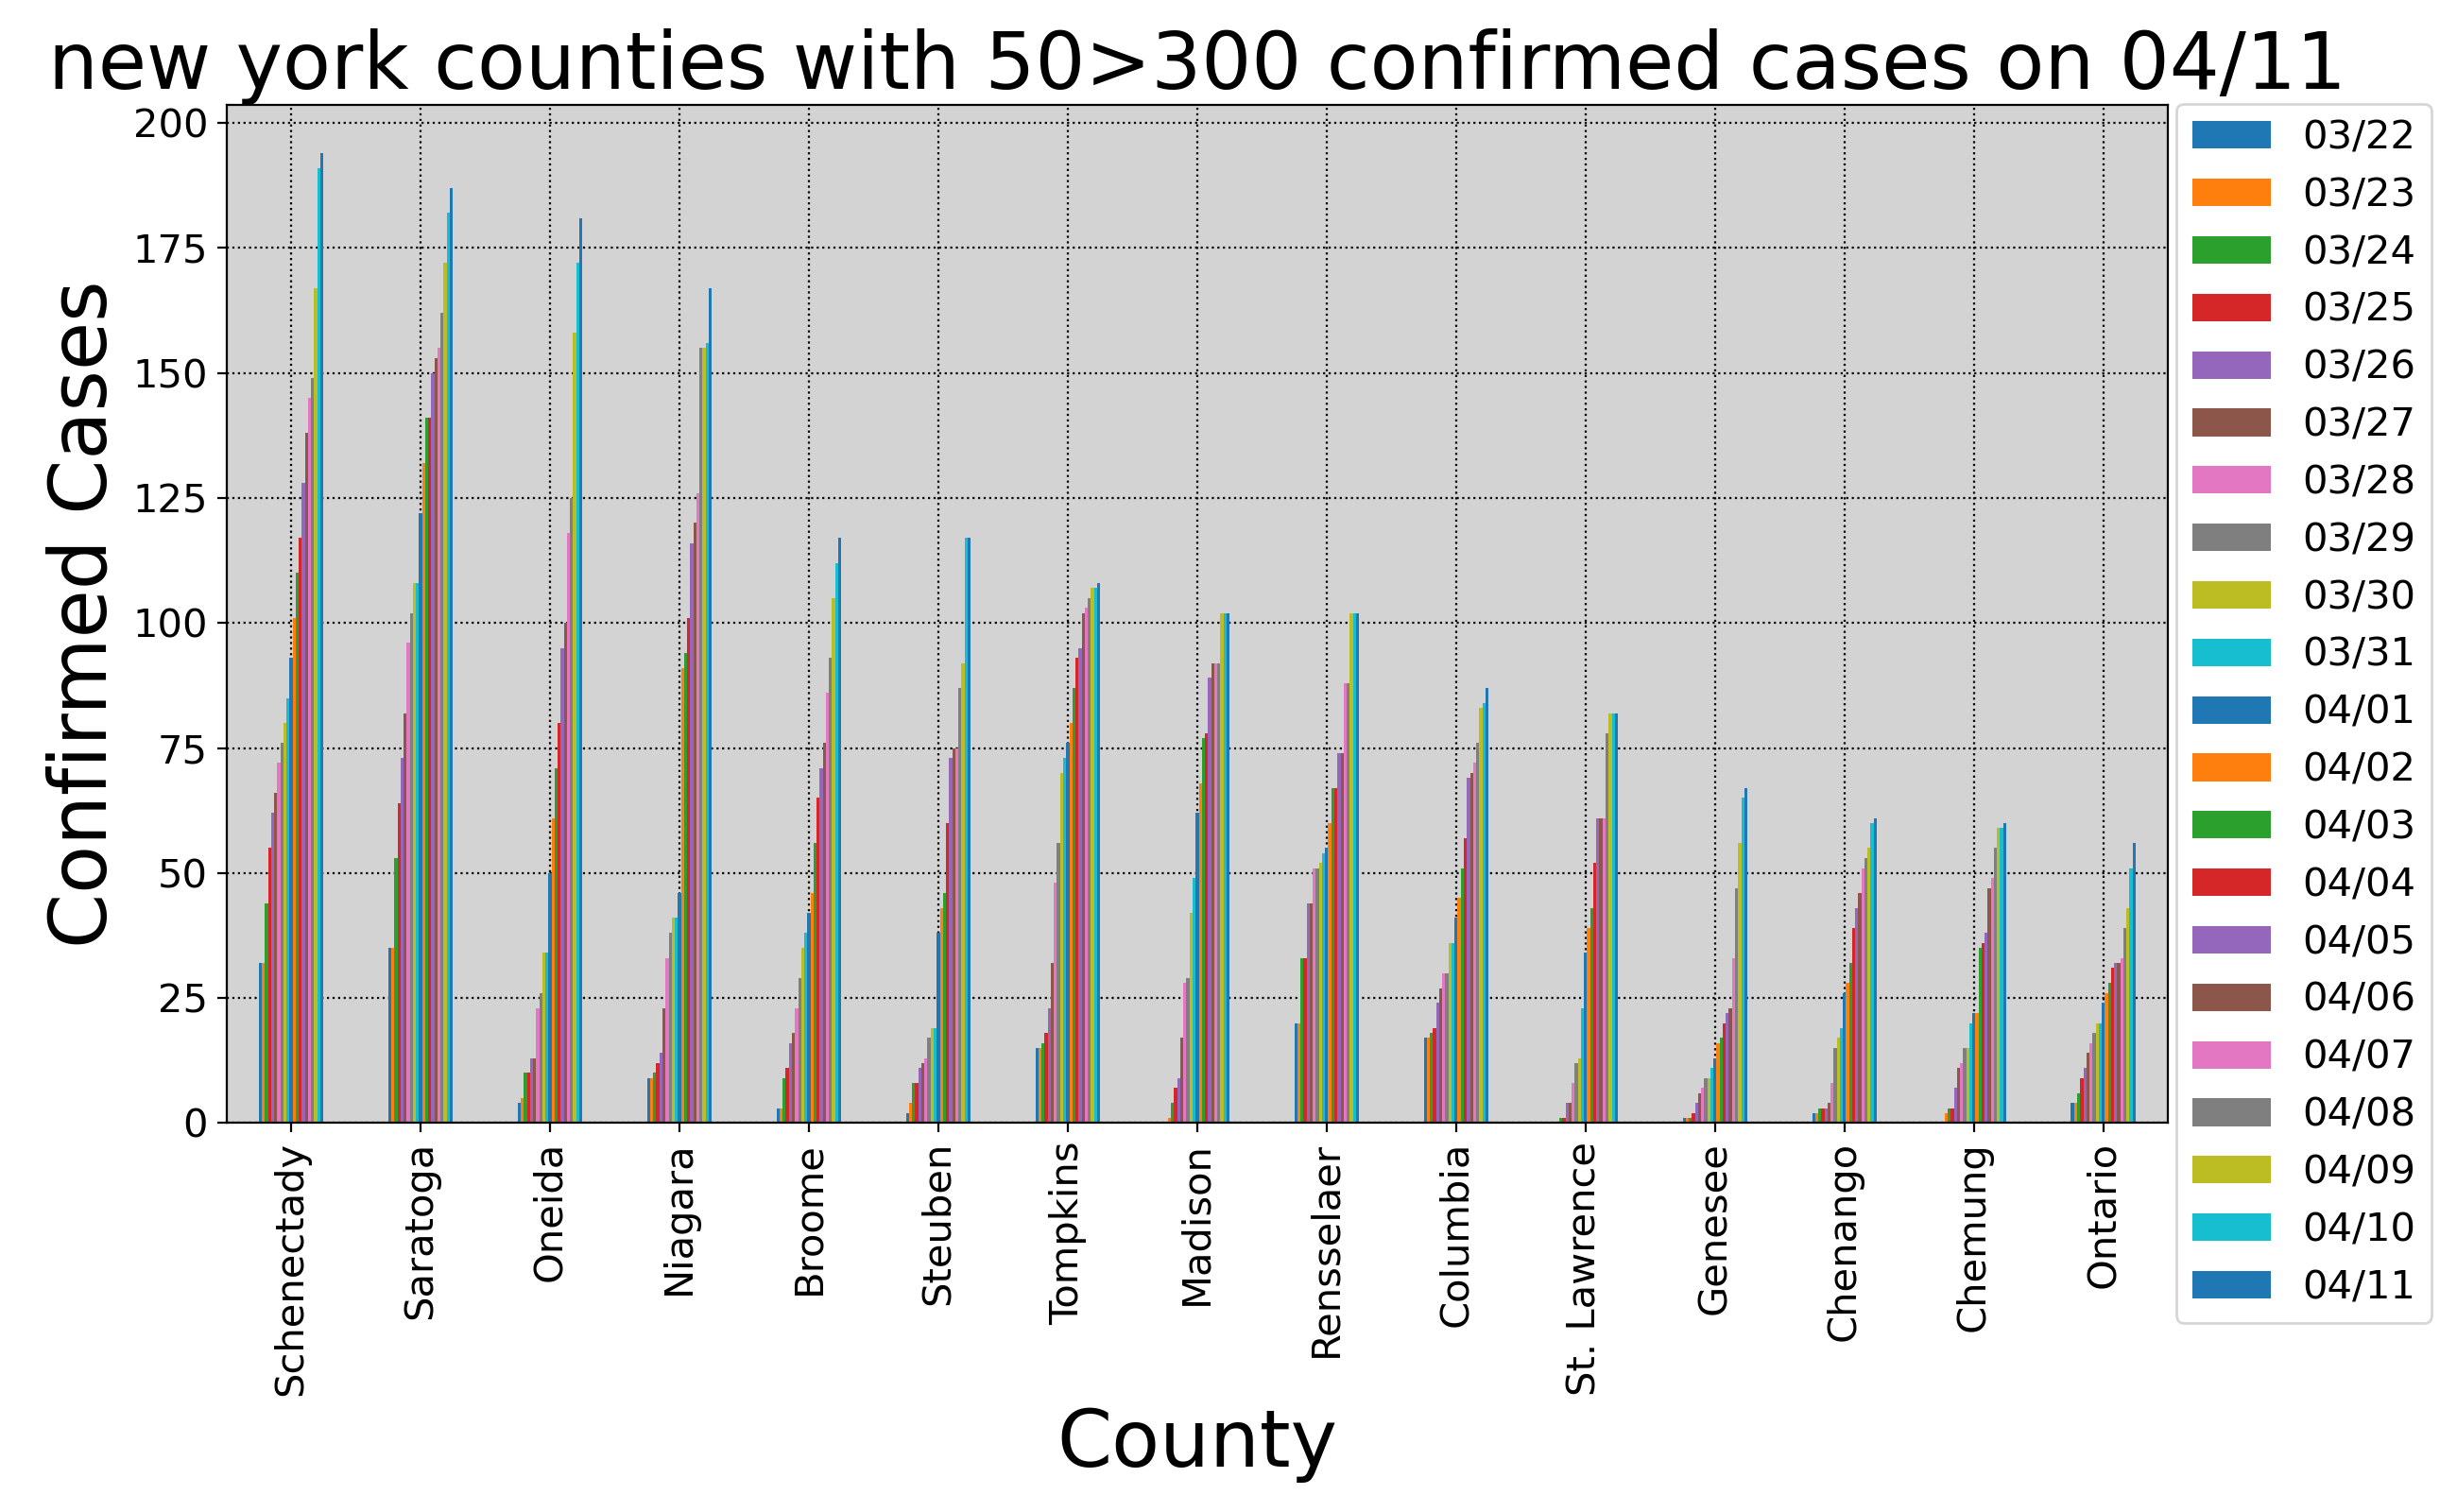 new york counties with 50>300 confirmed cases on 04/11
Confirmed Cases
200
175
150
125
100
75
50
25
0
Schenectady
Saratoga
Oneida
Niagara
Broome
Steuben
Tompkins
Madison
Rensselaer
Columbia
St. Lawrence
Genesee
Chenango
Chemung
Ontario
County
03/22
03/23
03/24
03/25
03/26
03/27
03/28
03/29
03/30
03/31
04/01
04/02
04/03
04/04
04/05
04/06
04/07
04/08
04/09
04/10
04/11